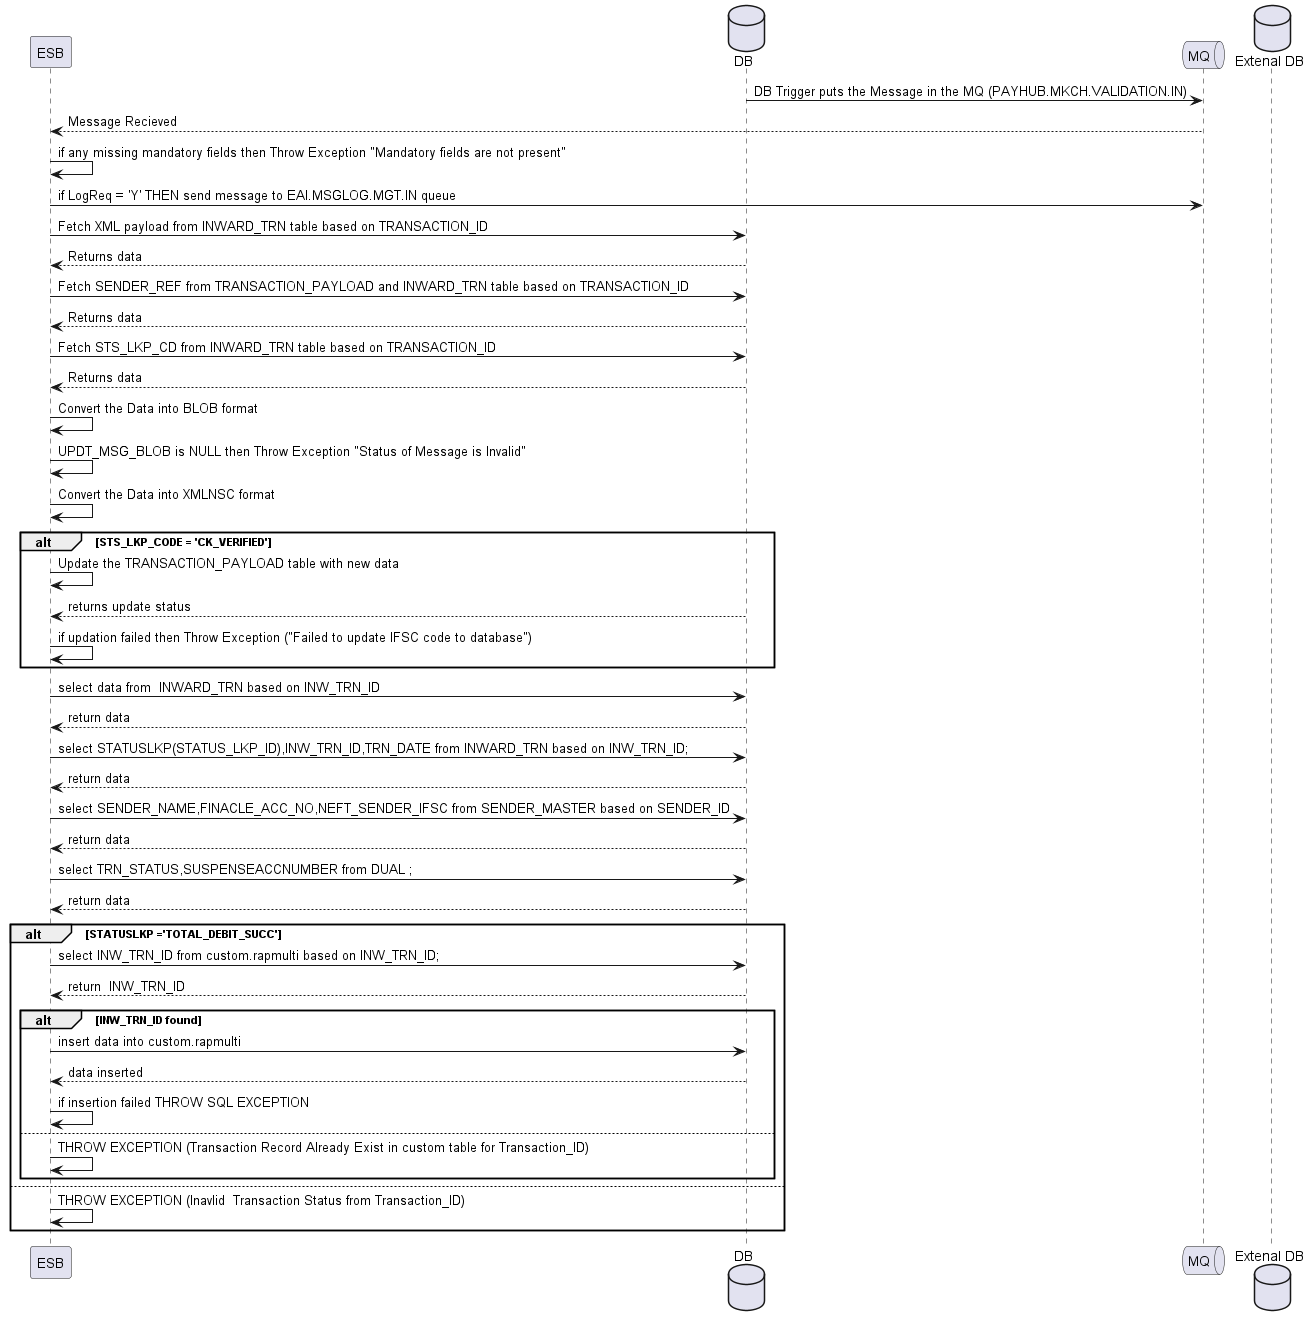 ESB
DB
MQ
Extenal DB
DB Trigger puts the Message in the MQ (PAYHUB.MKCH.VALIDATION.IN)
Message Recieved
if any missing mandatory fields then Throw Exception "Mandatory fields are not present"
if LogReq = 'Y' THEN send message to EAI.MSGLOG.MGT.IN queue
Fetch XML payload from INWARD_TRN table based on TRANSACTION_ID
Returns data
Fetch SENDER_REF from TRANSACTION_PAYLOAD and INWARD_TRN table based on TRANSACTION_ID
Returns data
Fetch STS_LKP_CD from INWARD_TRN table based on TRANSACTION_ID
Returns data
Convert the Data into BLOB format
UPDT_MSG_BLOB is NULL then Throw Exception "Status of Message is Invalid"
Convert the Data into XMLNSC format
alt [STS_LKP_CODE = 'CK_VERIFIED']
Update the TRANSACTION_PAYLOAD table with new data
returns update status
if updation failed then Throw Exception ("Failed to update IFSC code to database")
select data from  INWARD_TRN based on INW_TRN_ID
return data
select STATUSLKP(STATUS_LKP_ID),INW_TRN_ID,TRN_DATE from INWARD_TRN based on INW_TRN_ID;
return data
select SENDER_NAME,FINACLE_ACC_NO,NEFT_SENDER_IFSC from SENDER_MASTER based on SENDER_ID
return data
select TRN_STATUS,SUSPENSEACCNUMBER from DUAL ;
return data
alt [STATUSLKP ='TOTAL_DEBIT_SUCC']
select INW_TRN_ID from custom.rapmulti based on INW_TRN_ID;
return  INW_TRN_ID
alt [INW_TRN_ID found]
insert data into custom.rapmulti
data inserted
if insertion failed THROW SQL EXCEPTION
THROW EXCEPTION (Transaction Record Already Exist in custom table for Transaction_ID)
THROW EXCEPTION (Inavlid  Transaction Status from Transaction_ID)
ESB
DB
MQ
Extenal DB